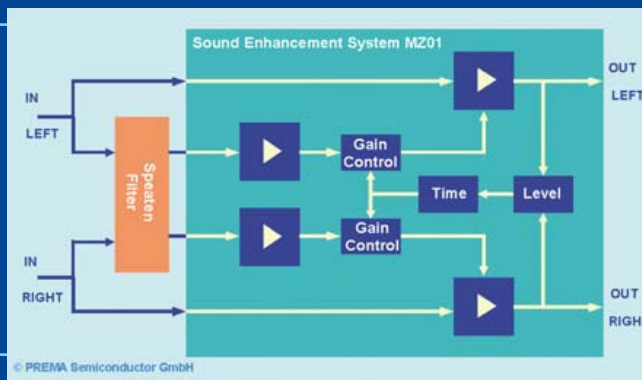 Sound Enhancement System MZ01
IN
LEFT
OUT
LEFT
Speaten
Filter
Gain
Control
Time
Level
Gain
Control
IN
RIGHT
OUT
RIGHT
© PREMA Semiconductor GmbH